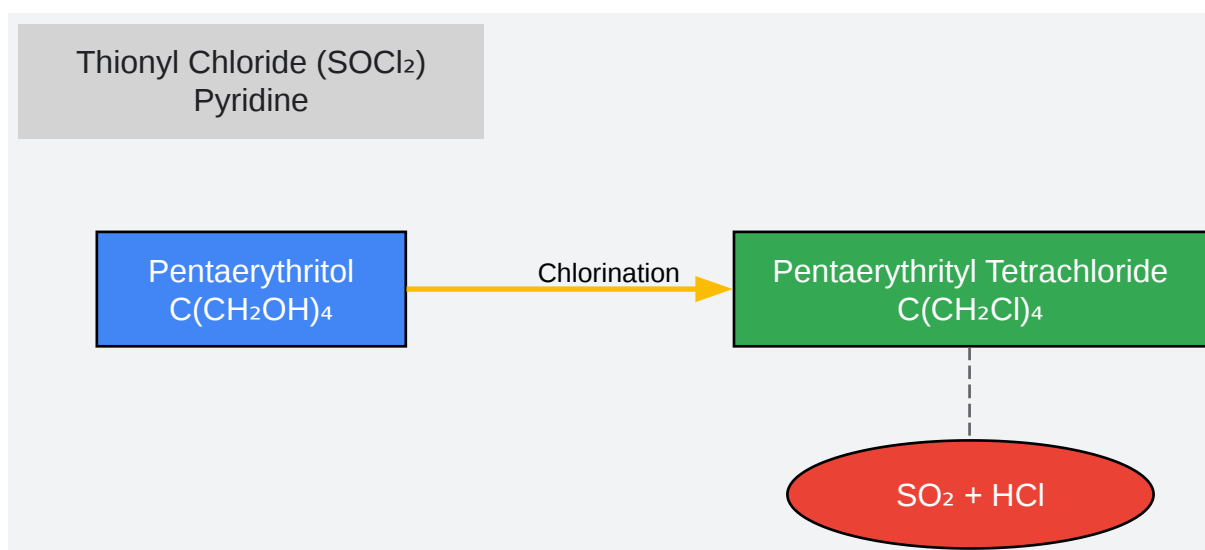 Thionyl Chloride (SOCl₂)
Pyridine
Pentaerythritol
C(CH₂OH)₄
Chlorination
Pentaerythrityl Tetrachloride
C(CH₂Cl)₄
SO₂ + HCl